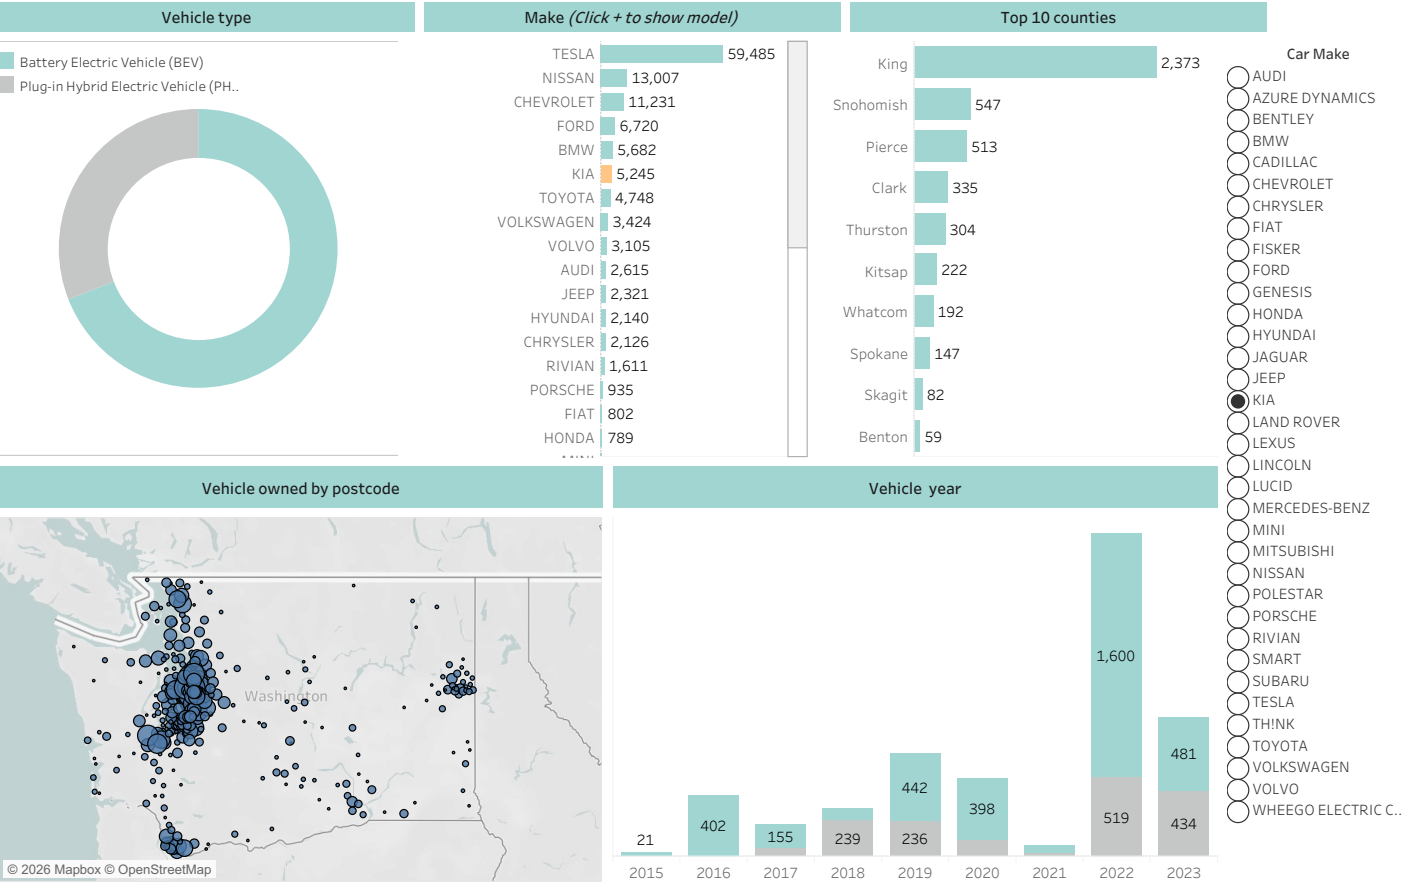 Vehicle type
Battery Electric Vehicle (BEV)
Plug-in Hybrid Electric Vehicle (PH..
Make (Click + to show model)
TESLA 59,485
NISSAN 13,007
CHEVROLET 11,231
FORD 6,720
BMW 5,682
KIA 5,245
TOYOTA 4,748
VOLKSWAGEN 3,424
VOLVO 3,105
AUDI 2,615
JEEP 2,321
HYUNDAI 2,140
CHRYSLER 2,126
RIVIAN 1,611
PORSCHE 935
FIAT 802
HONDA 789
Top 10 counties
King 2,373
Snohomish 547
Pierce 513
Clark 335
Thurston 304
Kitsap 222
Whatcom 192
Spokane 147
Skagit 82
Benton 59
Car Make
AUDI
AZURE DYNAMICS
BENTLEY
BMW
CADILLAC
CHEVROLET
CHRYSLER
FIAT
FISKER
FORD
GENESIS
HONDA
HYUNDAI
JAGUAR
JEEP
KIA
LAND ROVER
LEXUS
LINCOLN
LUCID
MERCEDES-BENZ
MINI
MITSUBISHI
NISSAN
POLESTAR
PORSCHE
RIVIAN
SMART
SUBARU
TESLA
TH!NK
TOYOTA
VOLKSWAGEN
VOLVO
WHEEGO ELECTRIC C..
Vehicle owned by postcode
Washington
© 2026 Mapbox © OpenStreetMap
Vehicle year
1,600
481
442
402
398
155
21
239
236
519
434
2015 2016 2017 2018 2019 2020 2021 2022 2023